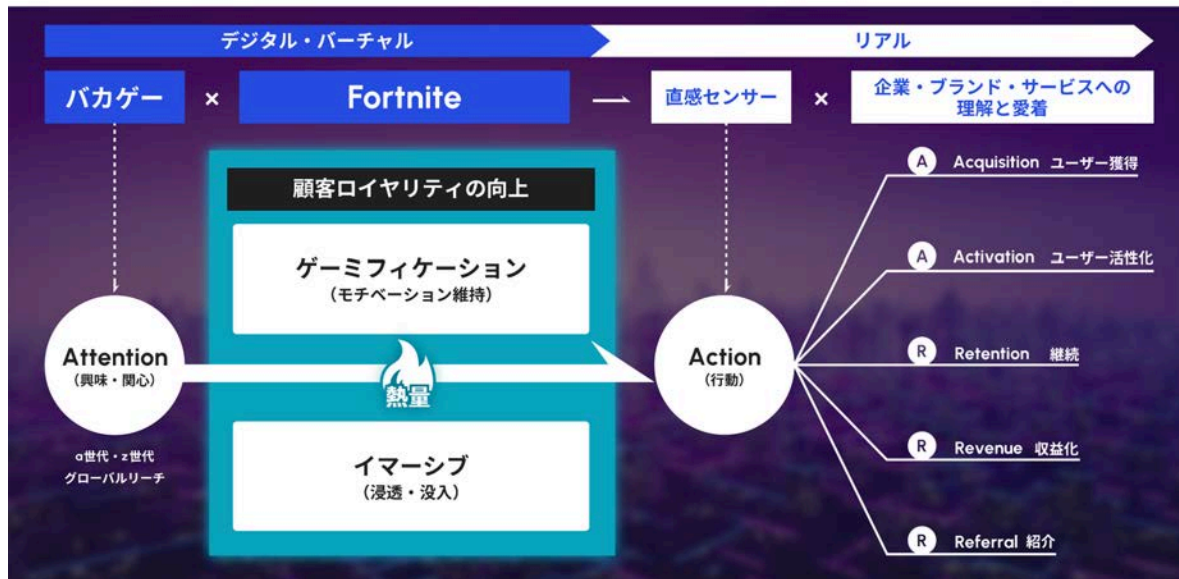 デジタル・バーチャル
リアル
バカゲー
×
Fortnite
直感センサー
×
企業・ブランド・サービスへの
理解と愛着
顧客ロイヤリティの向上
ゲーミフィケーション
（モチベーション維持）
Attention
（興味・関心）
α世代・z世代
グローバルリーチ
熱量
イマーシブ
（浸透・没入）
Action
（行動）
A Acquisition ユーザー獲得
A Activation ユーザー活性化
R Retention 継続
R Revenue 収益化
R Referral 紹介